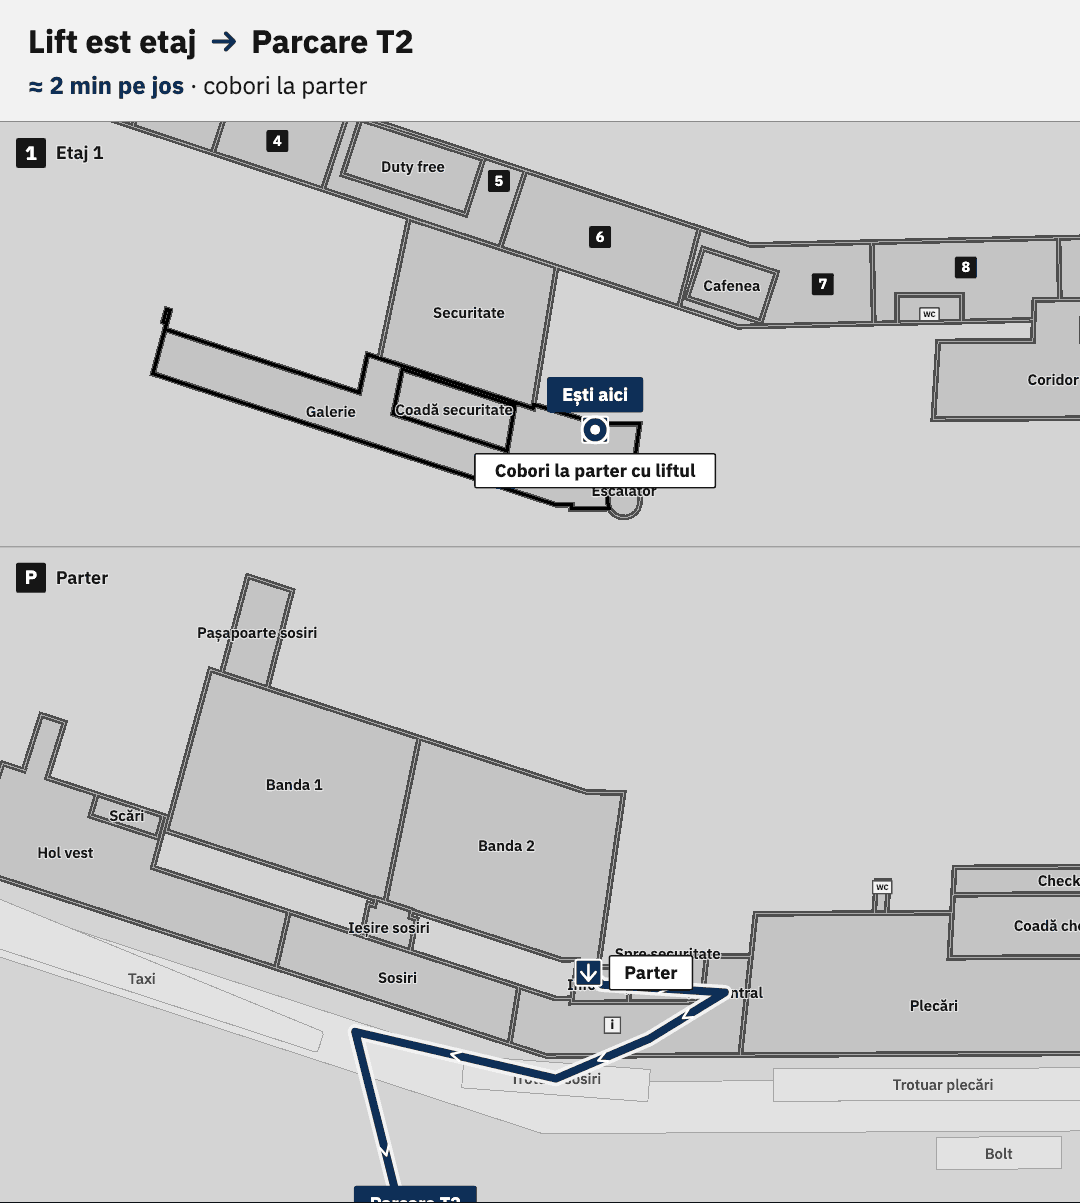 Lift est etaj → Parcare T2
≈ 2 min pe jos · cobori la parter
1 Etaj 1
4
Duty free
5
6
Cafenea
7
8
WC
Securitate
Coridor
Ești aici
Galerie
Coadă securitate
Cobori la parter cu liftul
Escalator
P Parter
Pașapoarte sosiri
Banda 1
Scări
Banda 2
Hol vest
WC
Check
Ieșire sosiri
Spre securitate
Parter
Taxi
Sosiri
ntral
Plecări
i
Trotuar plecări
sosiri
Bolt
Parcare T2